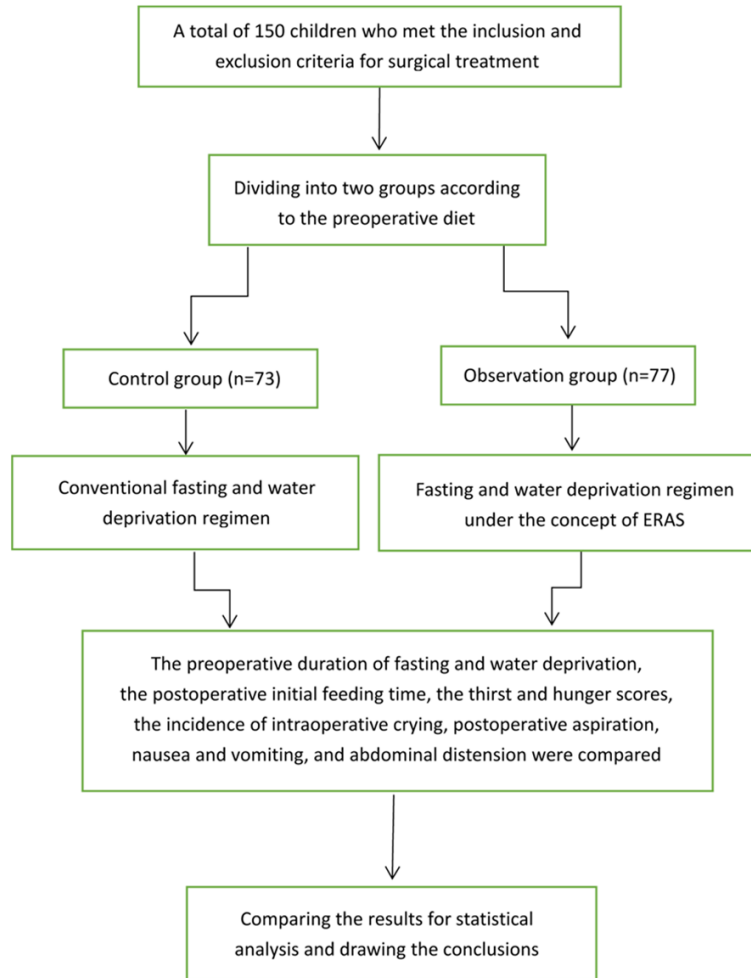 A total of 150 children who met the inclusion and
exclusion criteria for surgical treatment
Dividing into two groups according
to the preoperative diet
Control group (n=73)
Observation group (n=77)
Conventional fasting and water
deprivation regimen
Fasting and water deprivation regimen
under the concept of ERAS
The preoperative duration of fasting and water deprivation,
the postoperative initial feeding time, the thirst and hunger scores,
the incidence of intraoperative crying, postoperative aspiration,
nausea and vomiting, and abdominal distension were compared
Comparing the results for statistical
analysis and drawing the conclusions